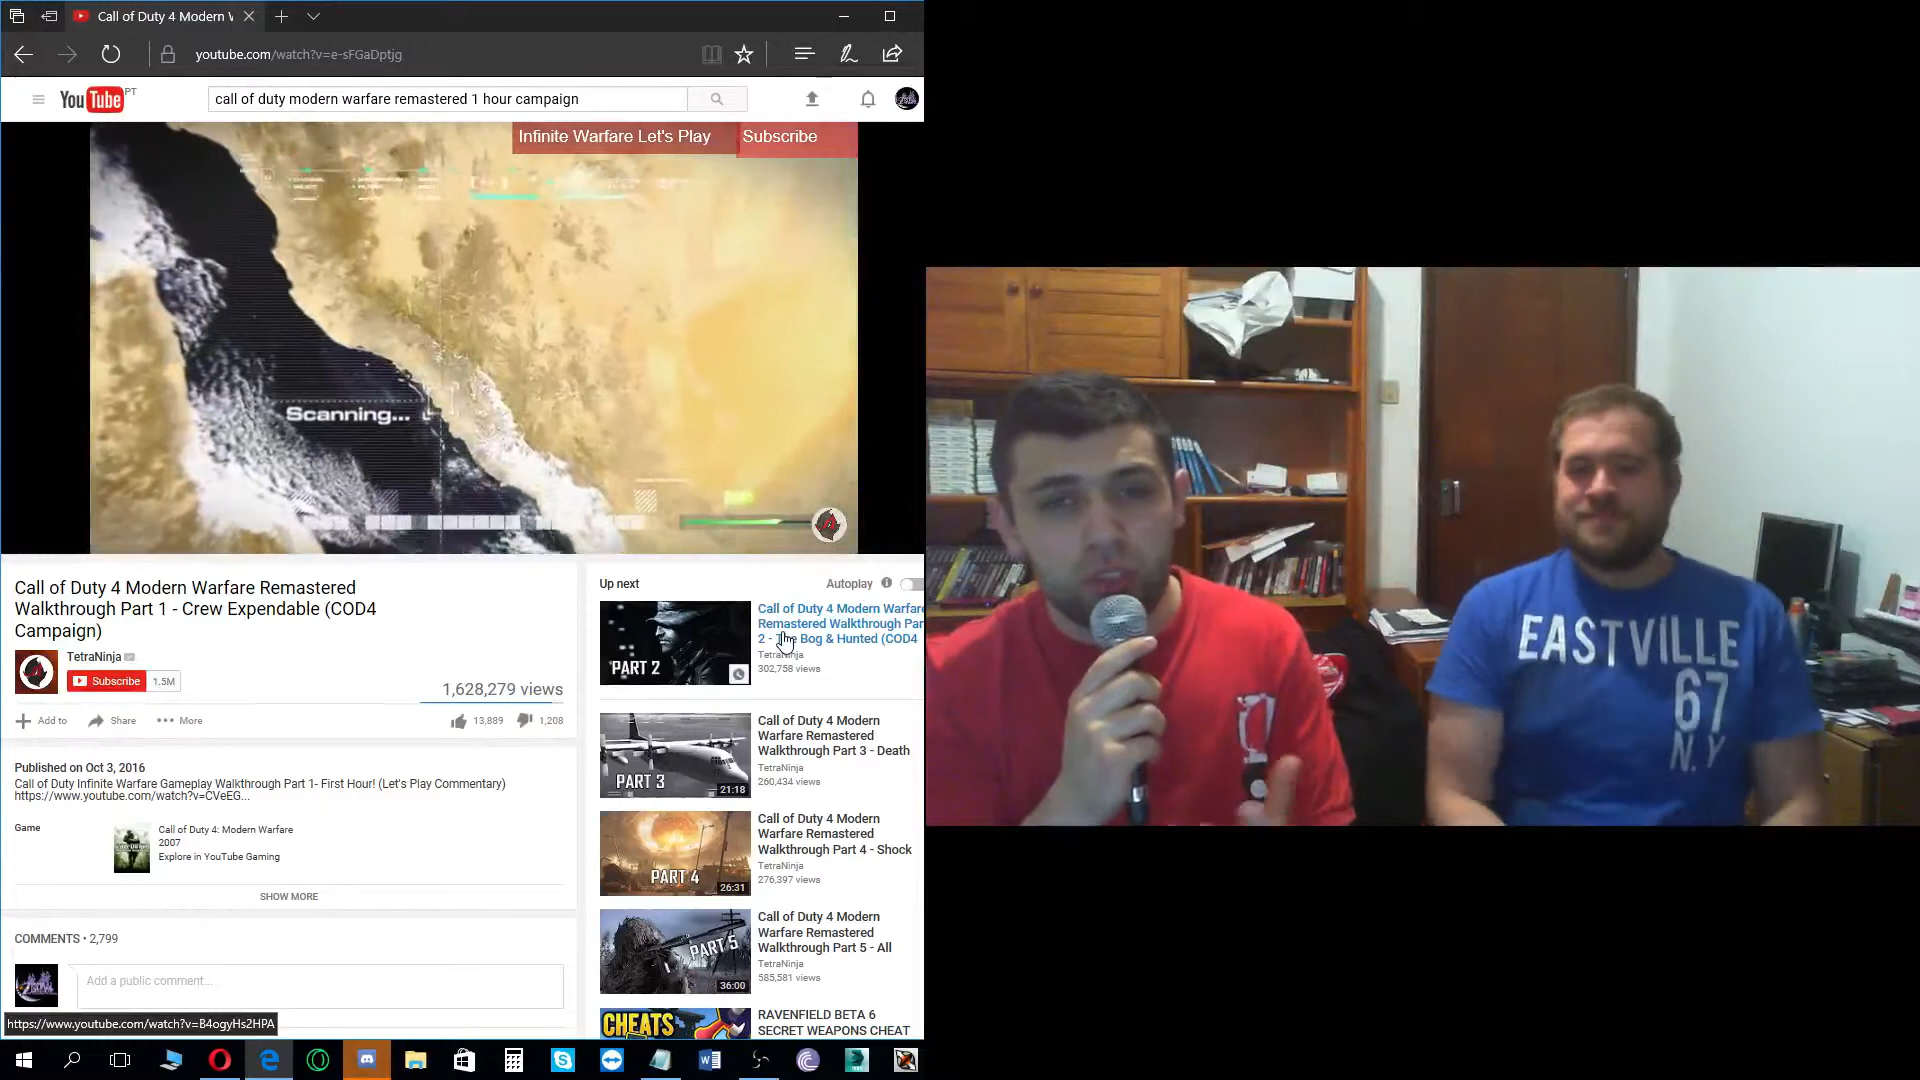 Call of Duty 4 Modern V
youtube.com/watch?v=e-sFGaDptjg
YouTube PT
call of duty modern warfare remastered 1 hour campaign
Infinite Warfare Let's Play
Subscribe
Scanning...
Call of Duty 4 Modern Warfare Remastered
Walkthrough Part 1 - Crew Expendable (COD4
Campaign)
TetraNinja
Subscribe 1.5M
1,628,279 views
Add to Share More 13,889 1,208
Published on Oct 3, 2016
Call of Duty Infinite Warfare Gameplay Walkthrough Part 1- First Hour! (Let's Play Commentary)
https://www.youtube.com/watch?v=CVeEG...
Game
Call of Duty 4: Modern Warfare
2007
Explore in YouTube Gaming
SHOW MORE
COMMENTS • 2,799
Add a public comment...
https://www.youtube.com/watch?v=B4ogyHs2HPA
Up next Autoplay
PART 2
Call of Duty 4 Modern Warfare
Remastered Walkthrough Par
2 - Bog & Hunted (COD4
TetraNinja
302,758 views
PART 3
21:18
Call of Duty 4 Modern
Warfare Remastered
Walkthrough Part 3 - Death
TetraNinja
260,434 views
PART 4
26:31
Call of Duty 4 Modern
Warfare Remastered
Walkthrough Part 4 - Shock
TetraNinja
276,397 views
PART 5
36:00
Call of Duty 4 Modern
Warfare Remastered
Walkthrough Part 5 - All
TetraNinja
585,581 views
CHEATS
RAVENFIELD BETA 6
SECRET WEAPONS CHEAT
EASTVILLE
67
N.Y